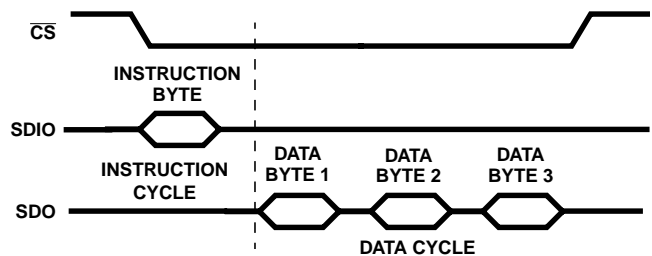 CS
INSTRUCTION
BYTE
SDIO
INSTRUCTION
CYCLE
DATA
BYTE 1
DATA
BYTE 2
DATA
BYTE 3
SDO
DATA CYCLE